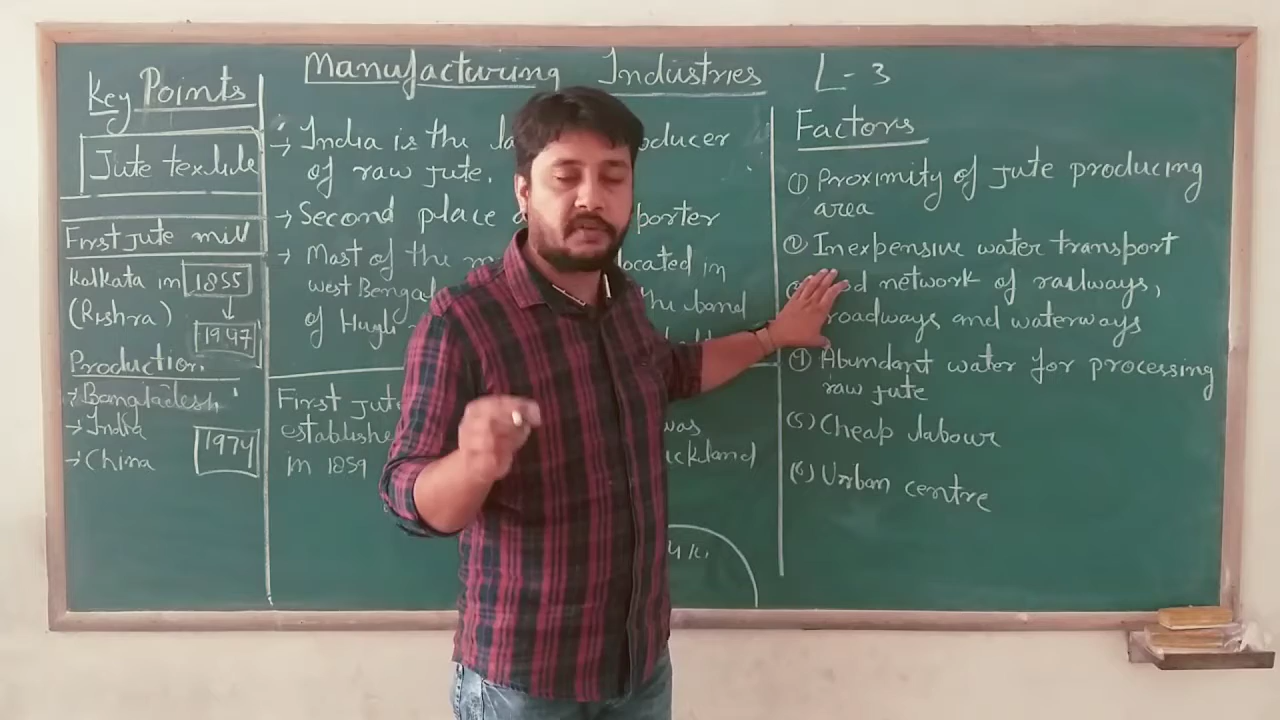 Manufacturing Industries L-3
Key Points
Jute textile
First jute mill
Kolkata in 1855
(Rishra)
1947
Production
→ Bangladesh
→ India
→ China
1974
→ India is the
of raw jute.
→ Second place
→ Most of the
located in
west Bengal
the band
of Hugli
First jute
was
establishe
in 1859
Factors
① Proximity of jute producing
area
② Inexpensive water transport
network of railways,
roadways and waterways
④ Abundant water for processing
raw jute
(5) Cheap labour
(6) Urban centre